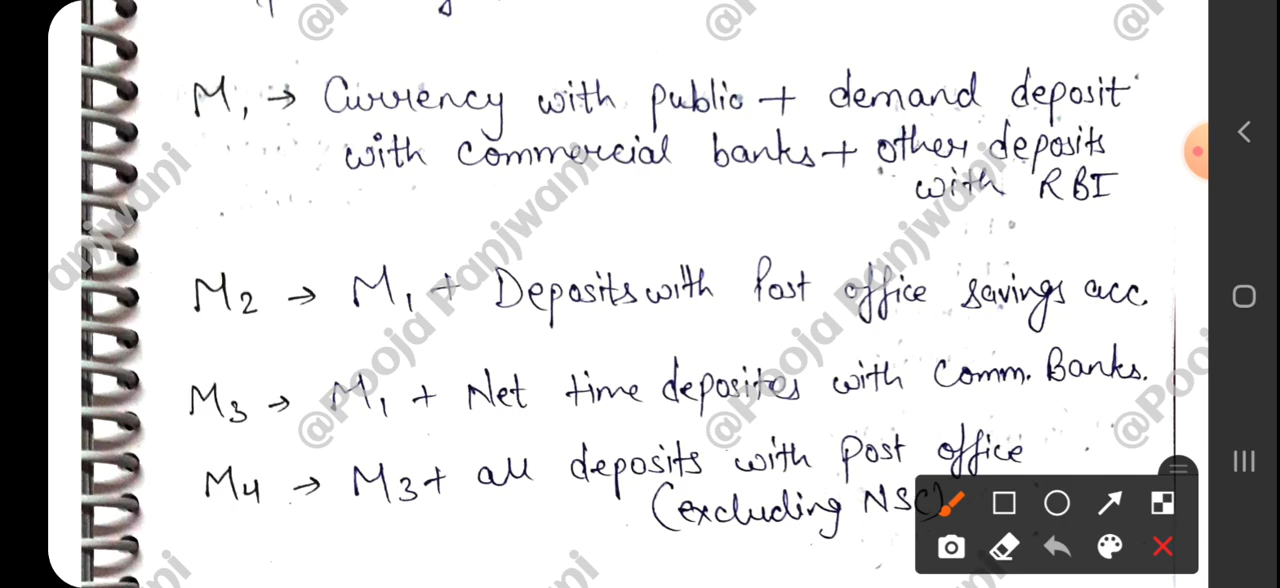 M1 → Currency with public + demand deposit
with commercial banks + other deposits
with RBI
M2 → M1 + Deposits with Post office savings acc.
M3 → M1 + Net time deposites with Comm. Banks.
M4 → M3 + all deposits with post office
(excluding NSC)
@Pooja Panjwani